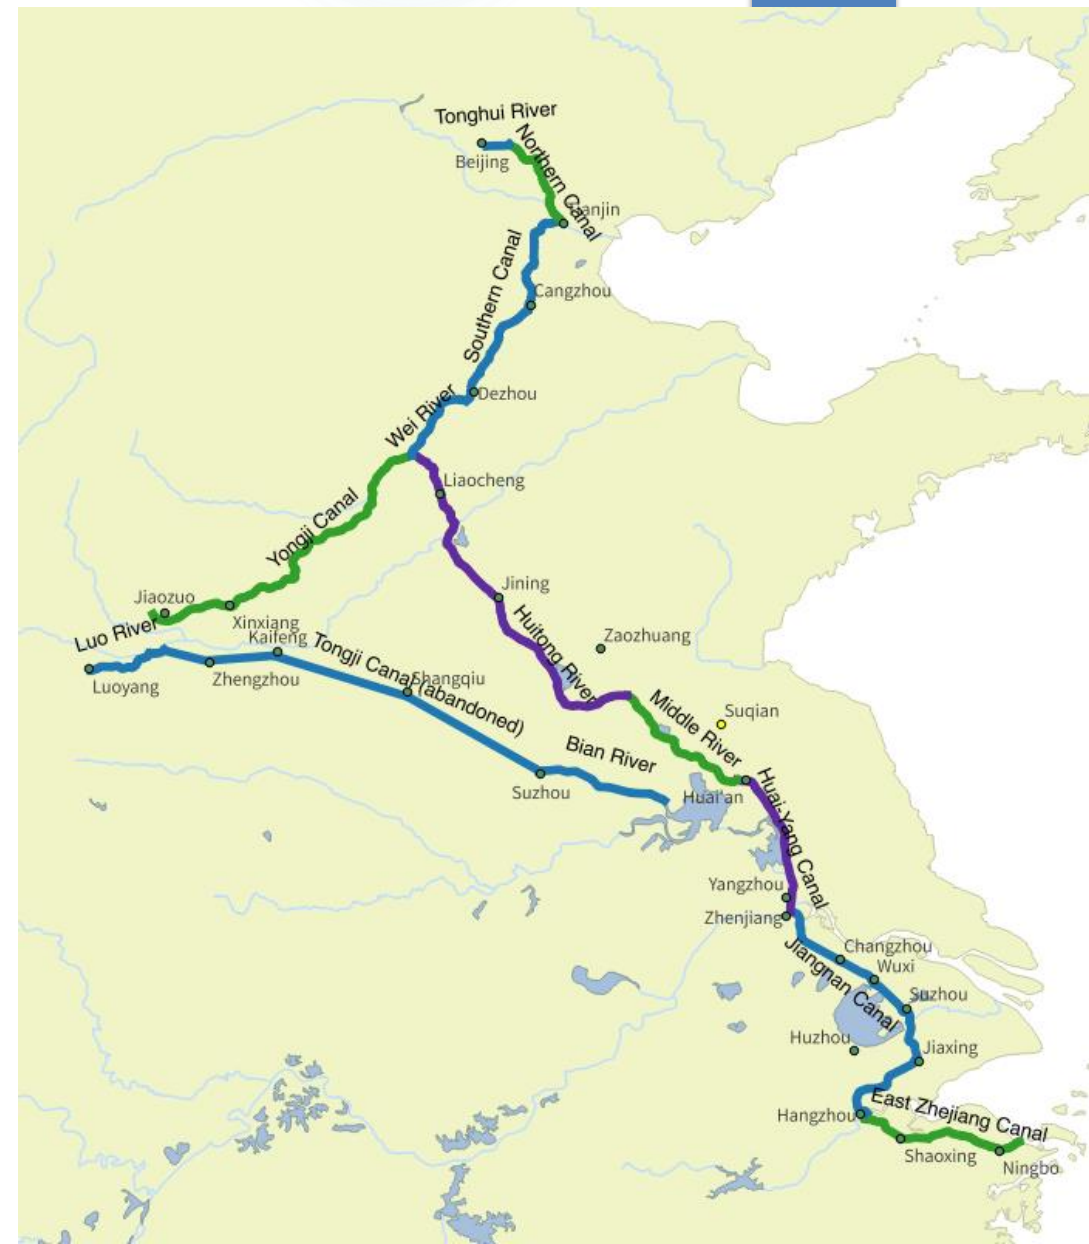 Tonghui River
Beijing
Northern Canal
Tianjin
Southern Canal
Cangzhou
Wei River
Dezhou
Liaocheng
Yongji Canal
Jining
Jiaozuo
Xinxiang
Luo River
Kaifeng
Huitong River
Zaozhuang
Luoyang
Zhengzhou
Tongji Canal (abandoned)
Shangqiu
Middle River
Suqian
Bian River
Suzhou
Huai'an
Huai-Yang Canal
Yangzhou
Zhenjiang
Changzhou
Jiangnan Canal
Wuxi
Suzhou
Huzhou
Jiaxing
Hangzhou
East Zhejiang Canal
Shaoxing
Ningbo